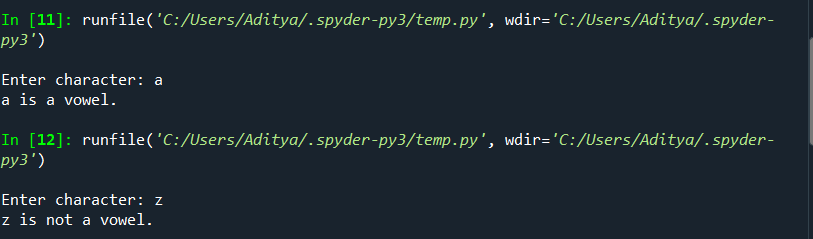 In [11]: runfile('C:/Users/Aditya/.spyder-py3/temp.py', wdir='C:/Users/Aditya/.spyder-
py3')
Enter character: a
a is a vowel.
In [12]: runfile('C:/Users/Aditya/.spyder-py3/temp.py', wdir='C:/Users/Aditya/.spyder-
py3')
Enter character: z
z is not a vowel.